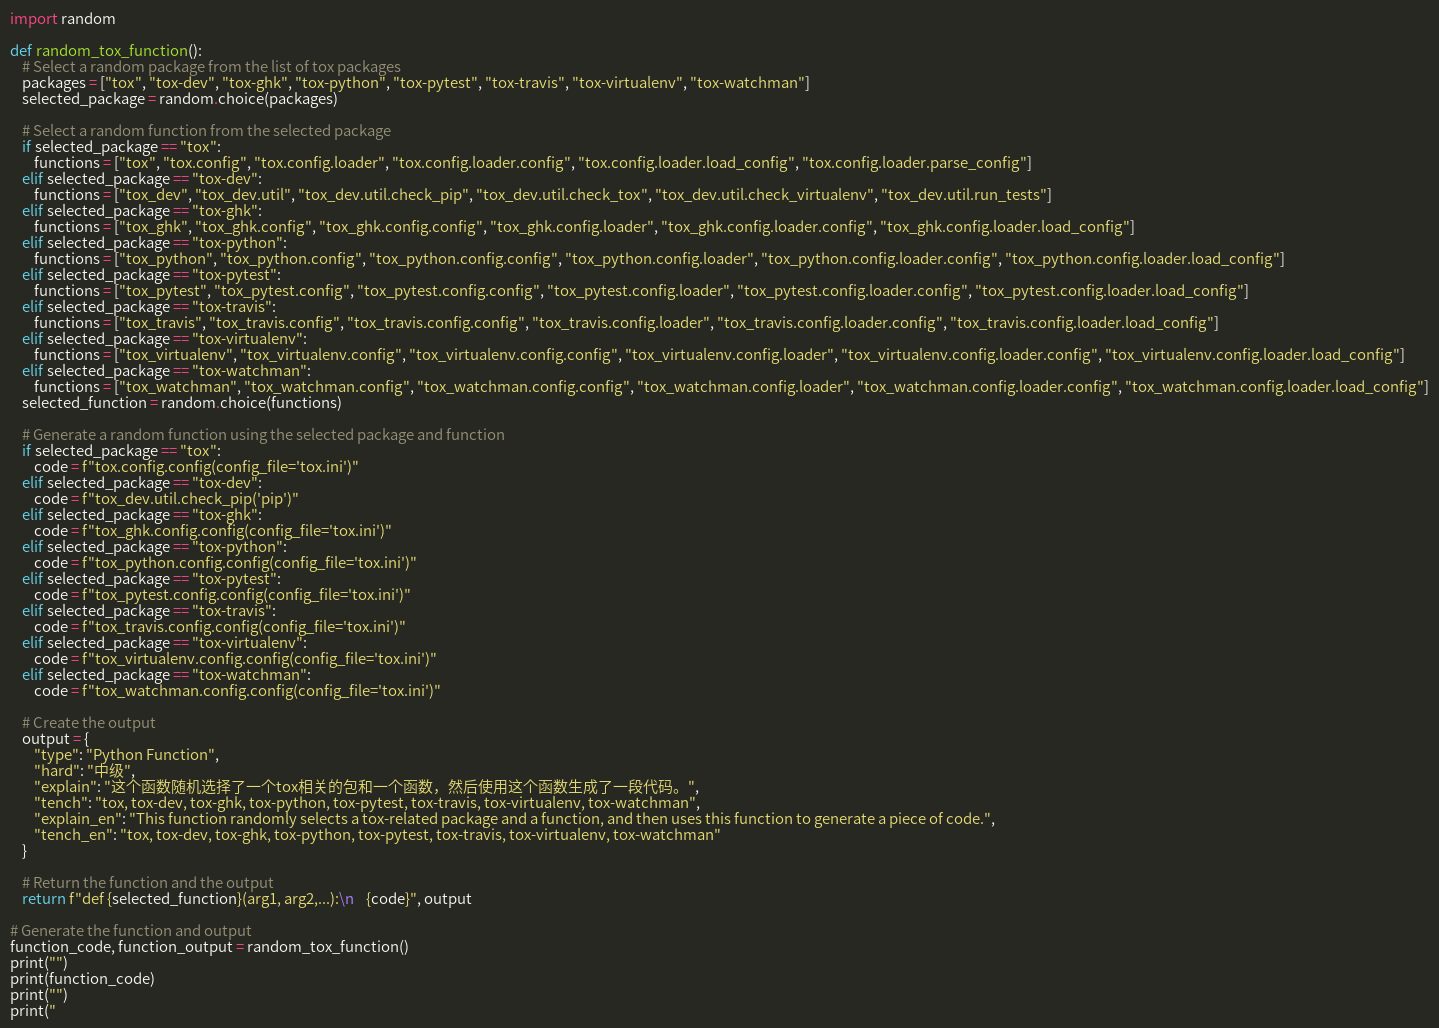 import random

def random_tox_function():
    # Select a random package from the list of tox packages
    packages = ["tox", "tox-dev", "tox-ghk", "tox-python", "tox-pytest", "tox-travis", "tox-virtualenv", "tox-watchman"]
    selected_package = random.choice(packages)

    # Select a random function from the selected package
    if selected_package == "tox":
        functions = ["tox", "tox.config", "tox.config.loader", "tox.config.loader.config", "tox.config.loader.load_config", "tox.config.loader.parse_config"]
    elif selected_package == "tox-dev":
        functions = ["tox_dev", "tox_dev.util", "tox_dev.util.check_pip", "tox_dev.util.check_tox", "tox_dev.util.check_virtualenv", "tox_dev.util.run_tests"]
    elif selected_package == "tox-ghk":
        functions = ["tox_ghk", "tox_ghk.config", "tox_ghk.config.config", "tox_ghk.config.loader", "tox_ghk.config.loader.config", "tox_ghk.config.loader.load_config"]
    elif selected_package == "tox-python":
        functions = ["tox_python", "tox_python.config", "tox_python.config.config", "tox_python.config.loader", "tox_python.config.loader.config", "tox_python.config.loader.load_config"]
    elif selected_package == "tox-pytest":
        functions = ["tox_pytest", "tox_pytest.config", "tox_pytest.config.config", "tox_pytest.config.loader", "tox_pytest.config.loader.config", "tox_pytest.config.loader.load_config"]
    elif selected_package == "tox-travis":
        functions = ["tox_travis", "tox_travis.config", "tox_travis.config.config", "tox_travis.config.loader", "tox_travis.config.loader.config", "tox_travis.config.loader.load_config"]
    elif selected_package == "tox-virtualenv":
        functions = ["tox_virtualenv", "tox_virtualenv.config", "tox_virtualenv.config.config", "tox_virtualenv.config.loader", "tox_virtualenv.config.loader.config", "tox_virtualenv.config.loader.load_config"]
    elif selected_package == "tox-watchman":
        functions = ["tox_watchman", "tox_watchman.config", "tox_watchman.config.config", "tox_watchman.config.loader", "tox_watchman.config.loader.config", "tox_watchman.config.loader.load_config"]
    selected_function = random.choice(functions)

    # Generate a random function using the selected package and function
    if selected_package == "tox":
        code = f"tox.config.config(config_file='tox.ini')"
    elif selected_package == "tox-dev":
        code = f"tox_dev.util.check_pip('pip')"
    elif selected_package == "tox-ghk":
        code = f"tox_ghk.config.config(config_file='tox.ini')"
    elif selected_package == "tox-python":
        code = f"tox_python.config.config(config_file='tox.ini')"
    elif selected_package == "tox-pytest":
        code = f"tox_pytest.config.config(config_file='tox.ini')"
    elif selected_package == "tox-travis":
        code = f"tox_travis.config.config(config_file='tox.ini')"
    elif selected_package == "tox-virtualenv":
        code = f"tox_virtualenv.config.config(config_file='tox.ini')"
    elif selected_package == "tox-watchman":
        code = f"tox_watchman.config.config(config_file='tox.ini')"

    # Create the output
    output = {
        "type": "Python Function",
        "hard": "中级",
        "explain": "这个函数随机选择了一个tox相关的包和一个函数，然后使用这个函数生成了一段代码。",
        "tench": "tox, tox-dev, tox-ghk, tox-python, tox-pytest, tox-travis, tox-virtualenv, tox-watchman",
        "explain_en": "This function randomly selects a tox-related package and a function, and then uses this function to generate a piece of code.",
        "tench_en": "tox, tox-dev, tox-ghk, tox-python, tox-pytest, tox-travis, tox-virtualenv, tox-watchman"
    }

    # Return the function and the output
    return f"def {selected_function}(arg1, arg2,...):\n    {code}", output

# Generate the function and output
function_code, function_output = random_tox_function()
print("")
print(function_code)
print("")
print("